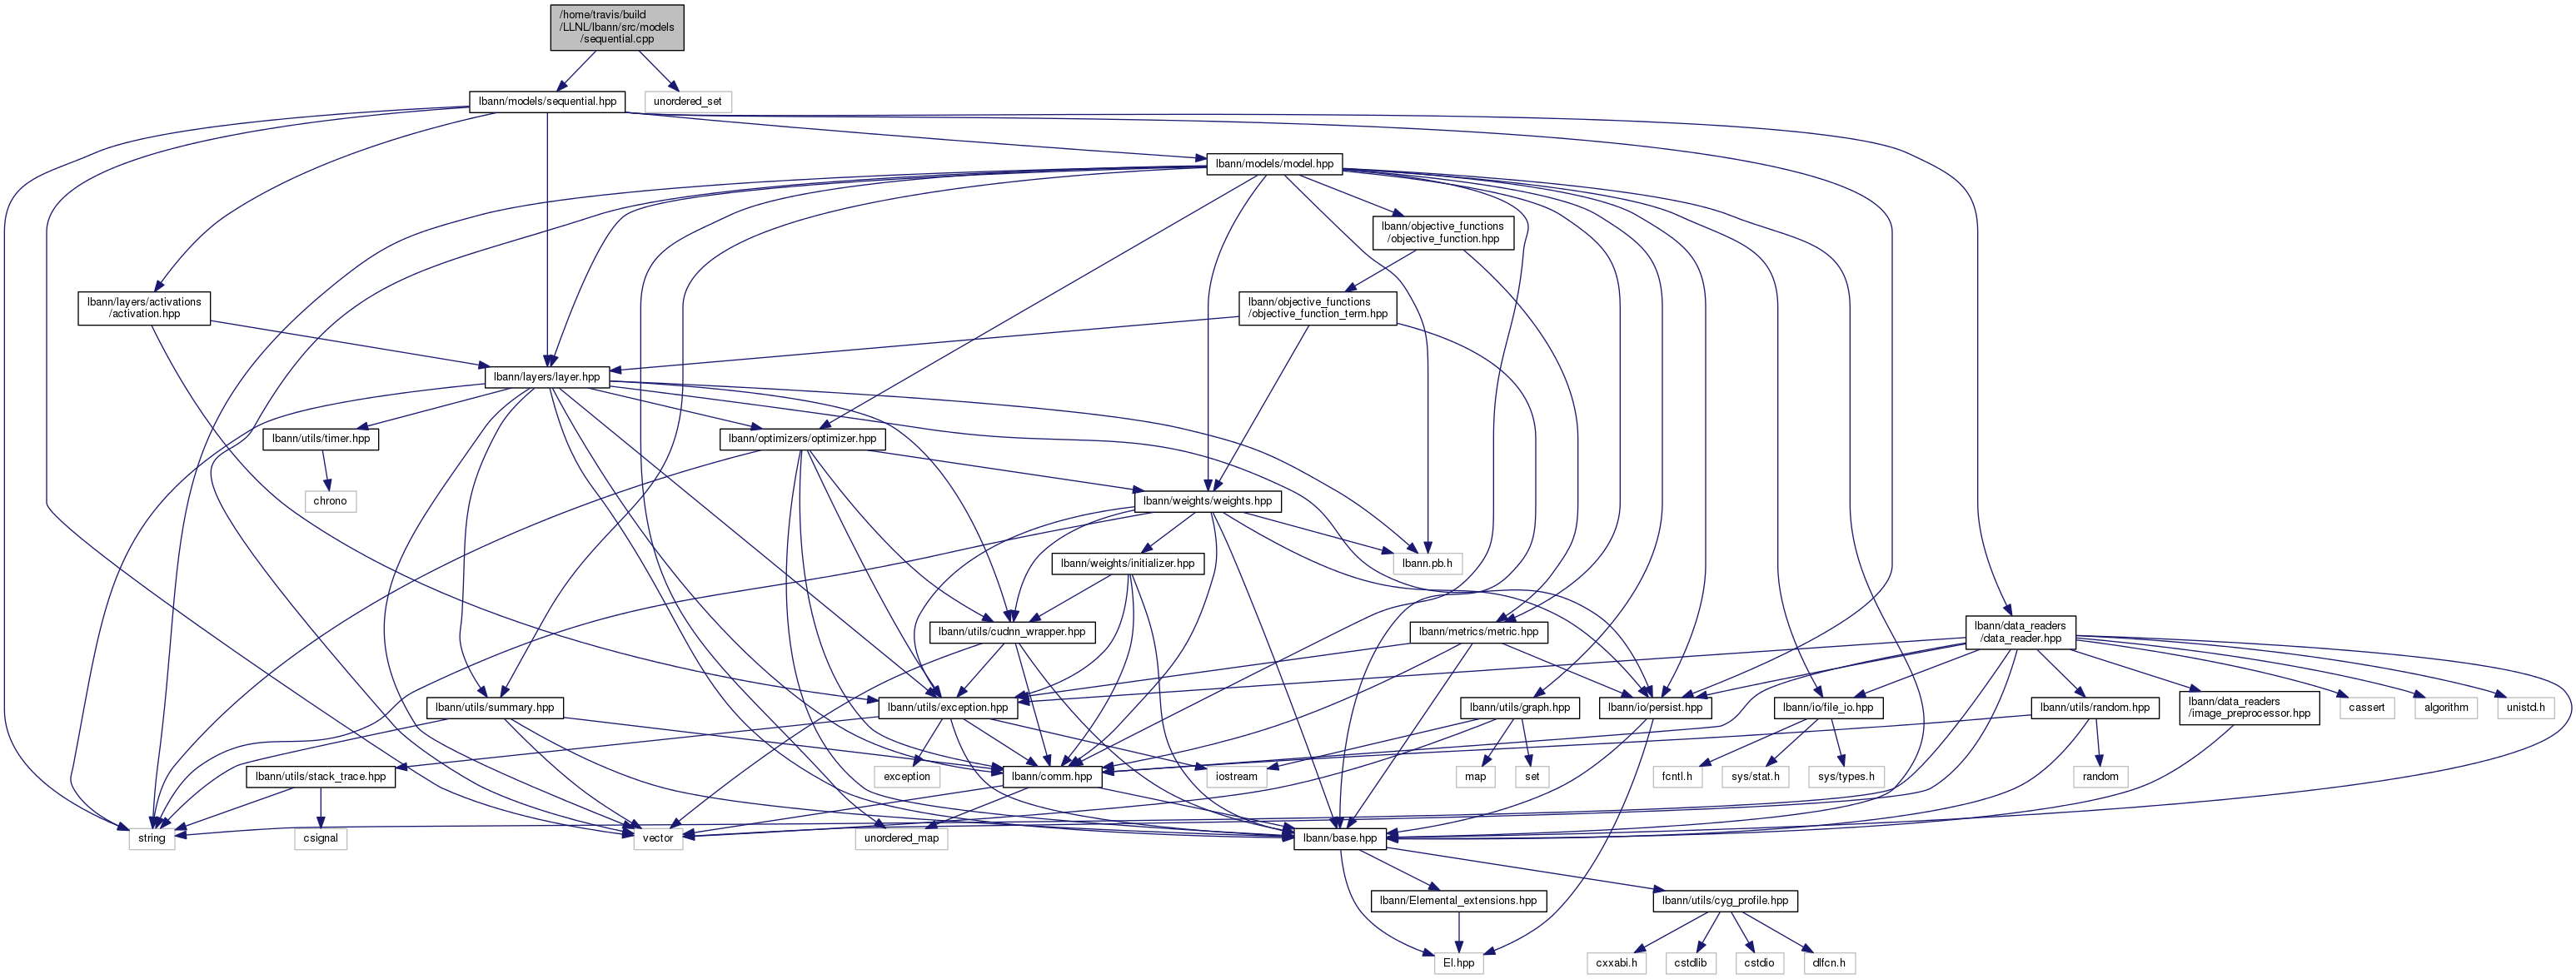 /home/travis/build
/LLNL/lbann/src/models
/sequential.cpp
lbann/models/sequential.hpp
unordered_set
lbann/models/model.hpp
lbann/objective_functions
/objective_function.hpp
lbann/layers/activations
/activation.hpp
lbann/objective_functions
/objective_function_term.hpp
lbann/layers/layer.hpp
lbann/utils/timer.hpp
lbann/optimizers/optimizer.hpp
chrono
lbann/weights/weights.hpp
lbann/weights/initializer.hpp
lbann.pb.h
lbann/utils/cudnn_wrapper.hpp
lbann/metrics/metric.hpp
lbann/data_readers
/data_reader.hpp
lbann/utils/summary.hpp
lbann/utils/exception.hpp
lbann/utils/graph.hpp
lbann/io/persist.hpp
lbann/io/file_io.hpp
lbann/utils/random.hpp
lbann/data_readers
/image_preprocessor.hpp
cassert
algorithm
unistd.h
lbann/utils/stack_trace.hpp
exception
lbann/comm.hpp
iostream
map
set
fcntl.h
sys/stat.h
sys/types.h
random
string
csignal
vector
unordered_map
lbann/base.hpp
lbann/Elemental_extensions.hpp
lbann/utils/cyg_profile.hpp
El.hpp
cxxabi.h
cstdlib
cstdio
dlfcn.h